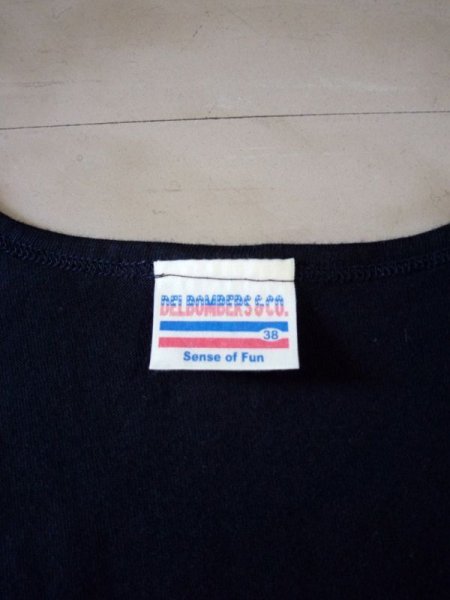 DELBOMBERS & CO.
38
Sense of Fun